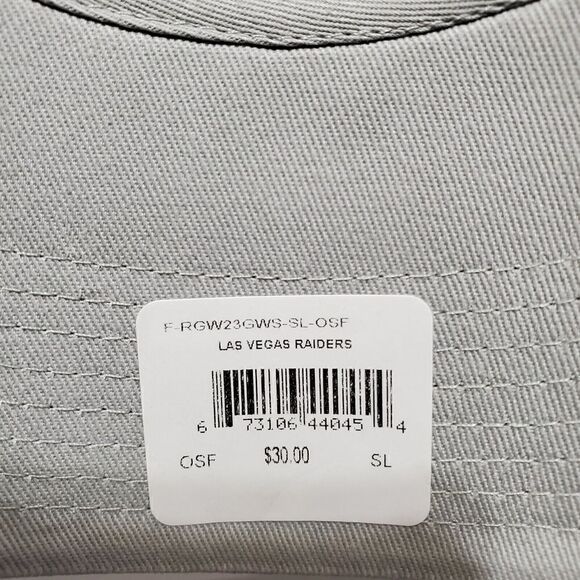 F-RGW23GWS-SL-OSF
LAS VEGAS RAIDERS
6 73106 44045 4
OSF $30.00 SL